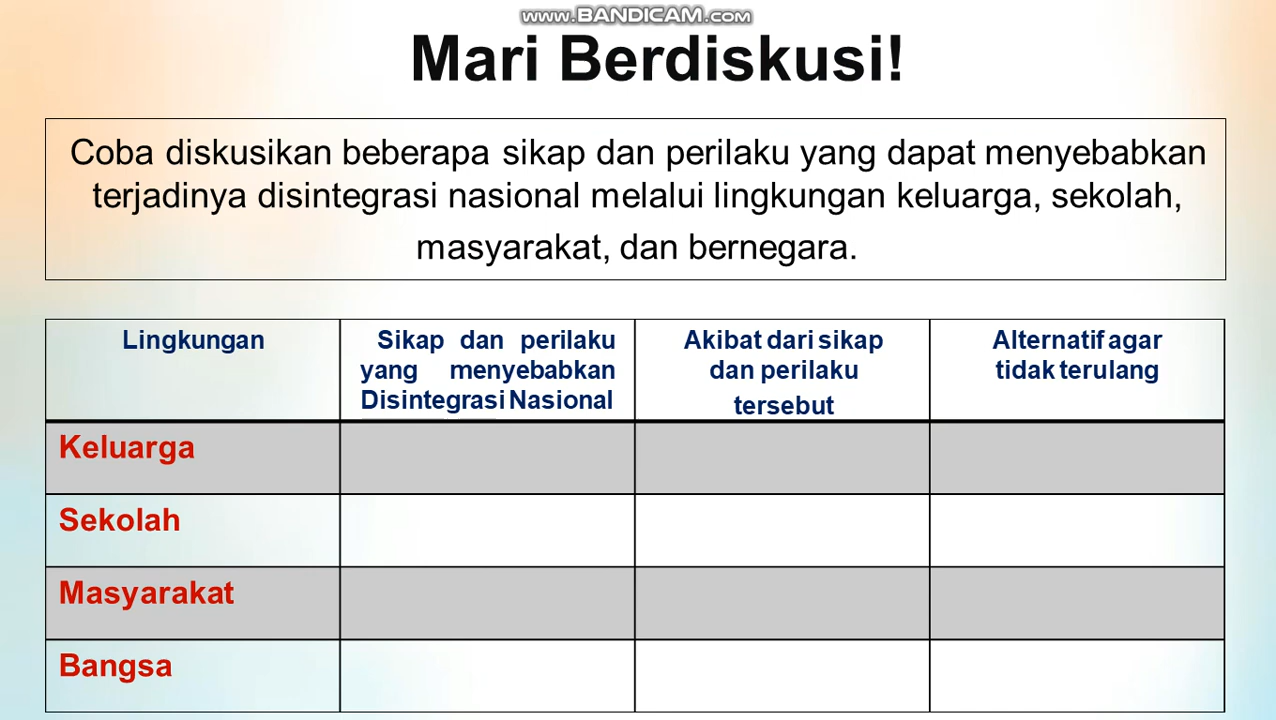 www.BANDICAM.com
Mari Berdiskusi!
Coba diskusikan beberapa sikap dan perilaku yang dapat menyebabkan
terjadinya disintegrasi nasional melalui lingkungan keluarga, sekolah,
masyarakat, dan bernegara.
Lingkungan
Sikap dan perilaku
yang menyebabkan
Disintegrasi Nasional
Akibat dari sikap
dan perilaku
tersebut
Alternatif agar
tidak terulang
Keluarga
Sekolah
Masyarakat
Bangsa